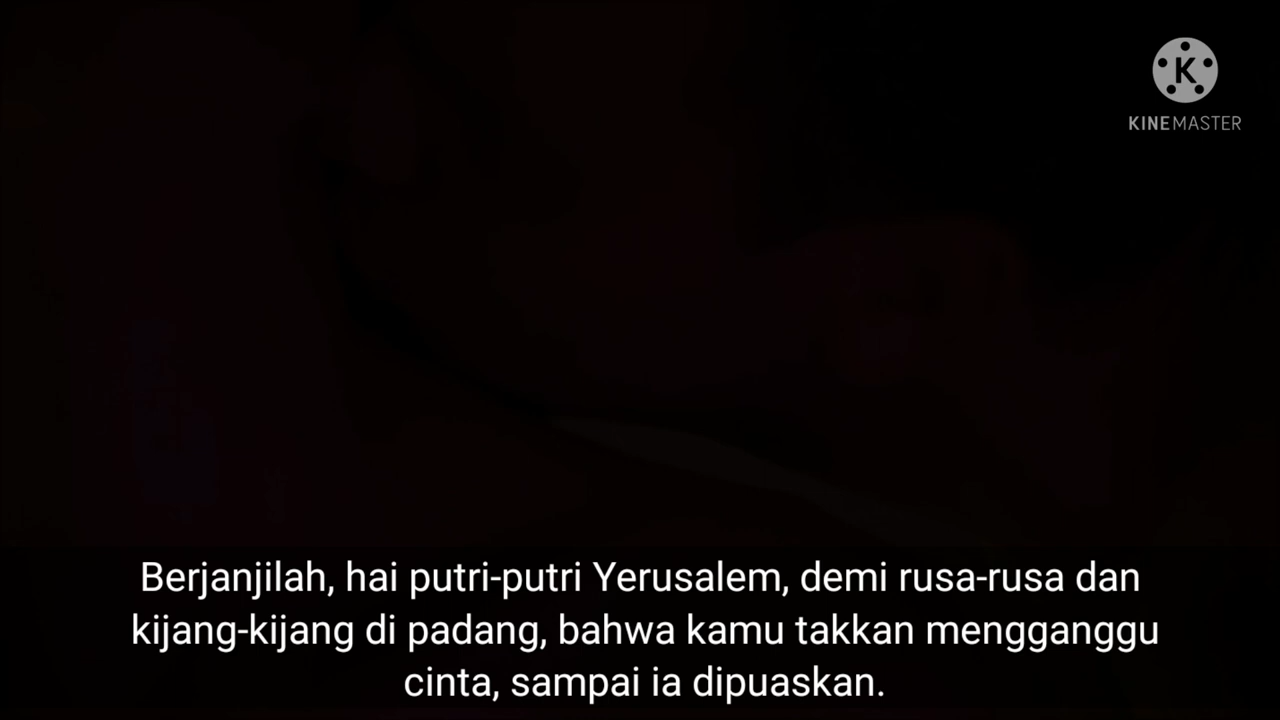 K
KINEMASTER
Berjanjilah, hai putri-putri Yerusalem, demi rusa-rusa dan
kijang-kijang di padang, bahwa kamu takkan mengganggu
cinta, sampai ia dipuaskan.